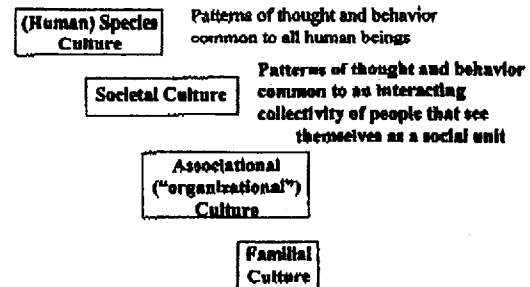 (Human) Species
Culture
Patterns of thought and behavior
common to all human beings
Societal Culture
Patterns of thought and behavior
common to an interacting
collectivity of people that see
themselves as a social unit
Associational
("organizational")
Culture
Familial
Culture